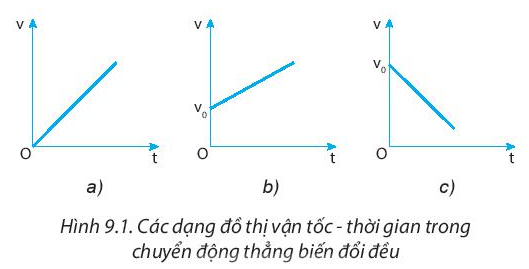 v
v
v
v₀
v₀
O
t
O
t
O
t
a)
b)
c)
Hình 9.1. Các dạng đồ thị vận tốc - thời gian trong
chuyển động thẳng biến đổi đều